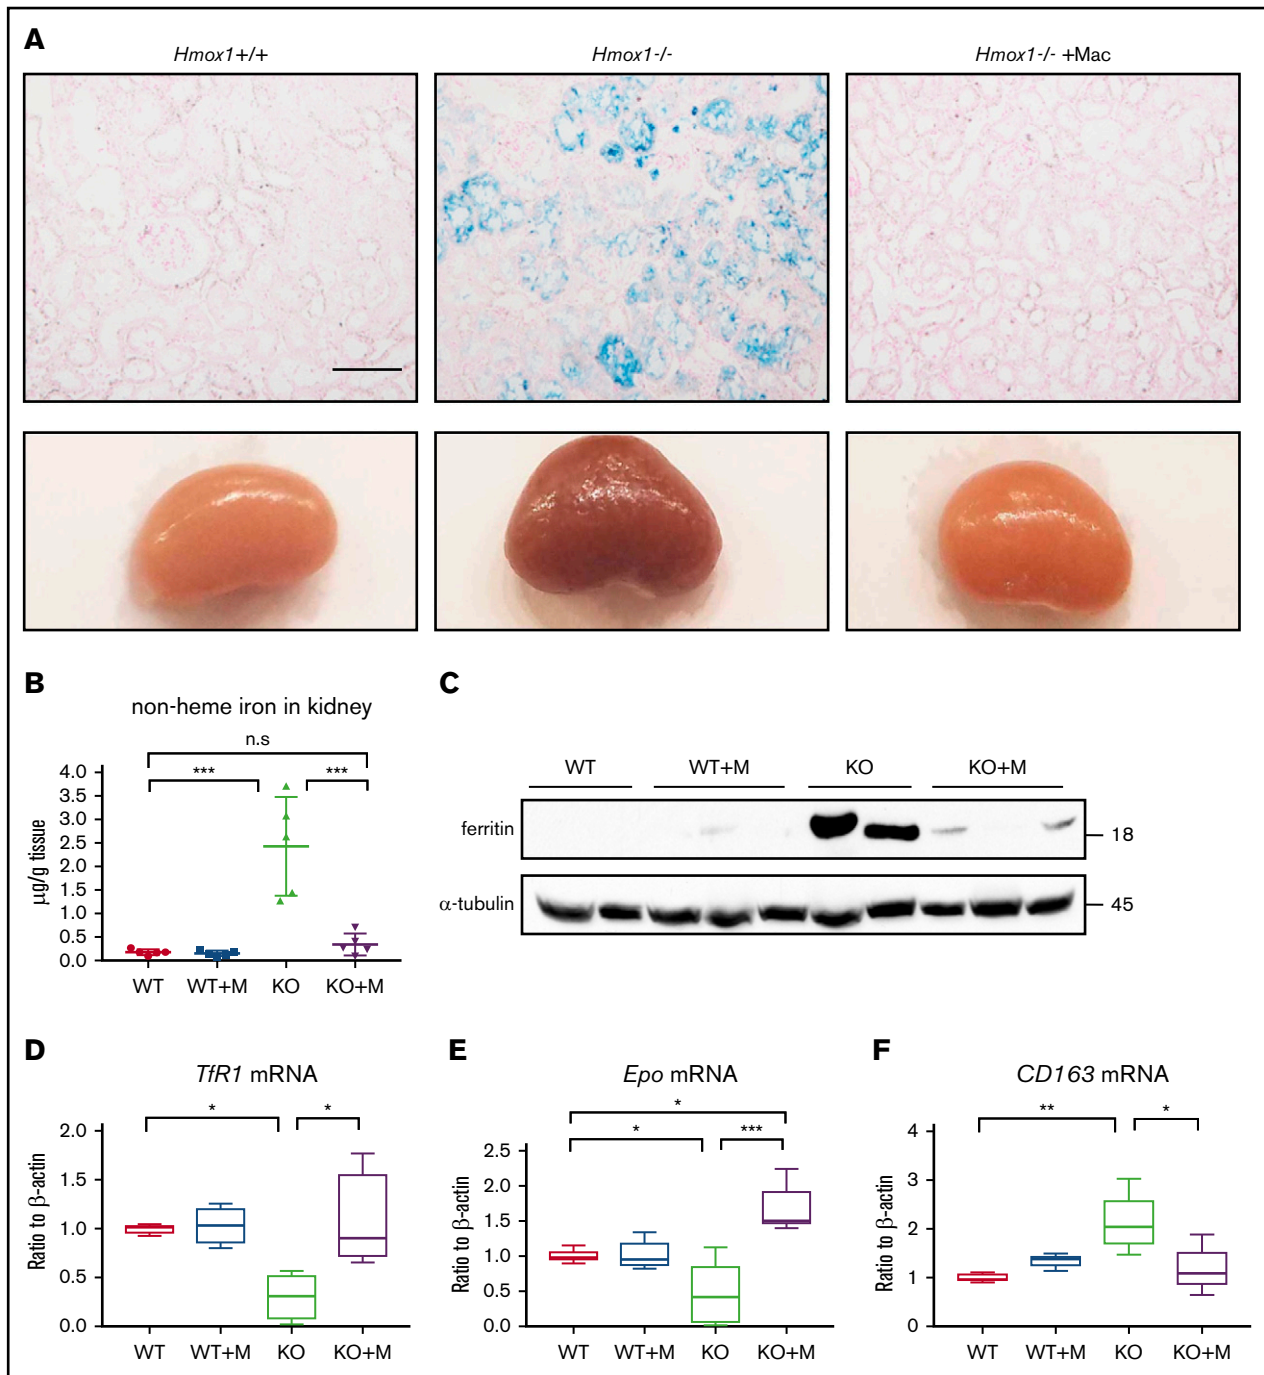 A
Hmox1+/+
Hmox1-/-
Hmox1-/- +Mac
B
non-heme iron in kidney
n.s
***
***
4.0
3.5
3.0
2.5
2.0
1.5
1.0
0.5
0.0
µg/g tissue
WT
WT+M
KO
KO+M
C
WT
WT+M
KO
KO+M
ferritin
18
α-tubulin
45
D
TfR1 mRNA
*
*
2.0
1.5
1.0
0.5
0.0
Ratio to β-actin
WT
WT+M
KO
KO+M
E
Epo mRNA
*
*
***
2.5
2.0
1.5
1.0
0.5
0.0
Ratio to β-actin
WT
WT+M
KO
KO+M
F
CD163 mRNA
**
*
4
3
2
1
0
Ratio to β-actin
WT
WT+M
KO
KO+M